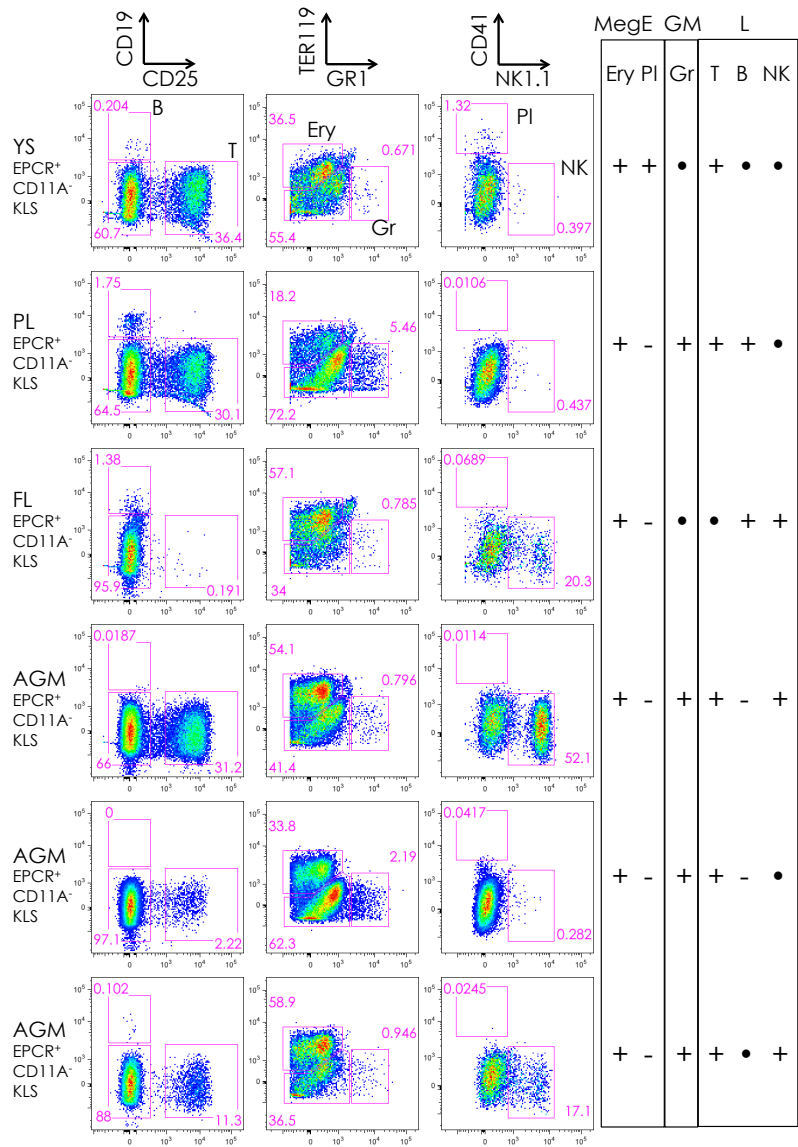 CD19 CD25 TER119 GR1 CD41 NK1.1
MegE GM L
Ery Pl Gr T B NK
YS
EPCR⁺
CD11A⁻
KLS
0.204 B T 60.7 36.4
36.5 Ery 0.671 Gr 55.4
1.32 Pl NK 0.397
+ + • + • •
PL
EPCR⁺
CD11A⁻
KLS
1.75 64.5 30.1
18.2 5.46 72.2
0.0106 0.437
+ - + + + •
FL
EPCR⁺
CD11A⁻
KLS
1.38 95.9 0.191
57.1 0.785 34
0.0689 20.3
+ - • • + +
AGM
EPCR⁺
CD11A⁻
KLS
0.0187 66 31.2
54.1 0.796 41.4
0.0114 52.1
+ - + + - +
AGM
EPCR⁺
CD11A⁻
KLS
0 97.1 2.22
33.8 2.19 62.3
0.0417 0.282
+ - + + - •
AGM
EPCR⁺
CD11A⁻
KLS
0.102 88 11.3
58.9 0.946 36.5
0.0245 17.1
+ - + + • +